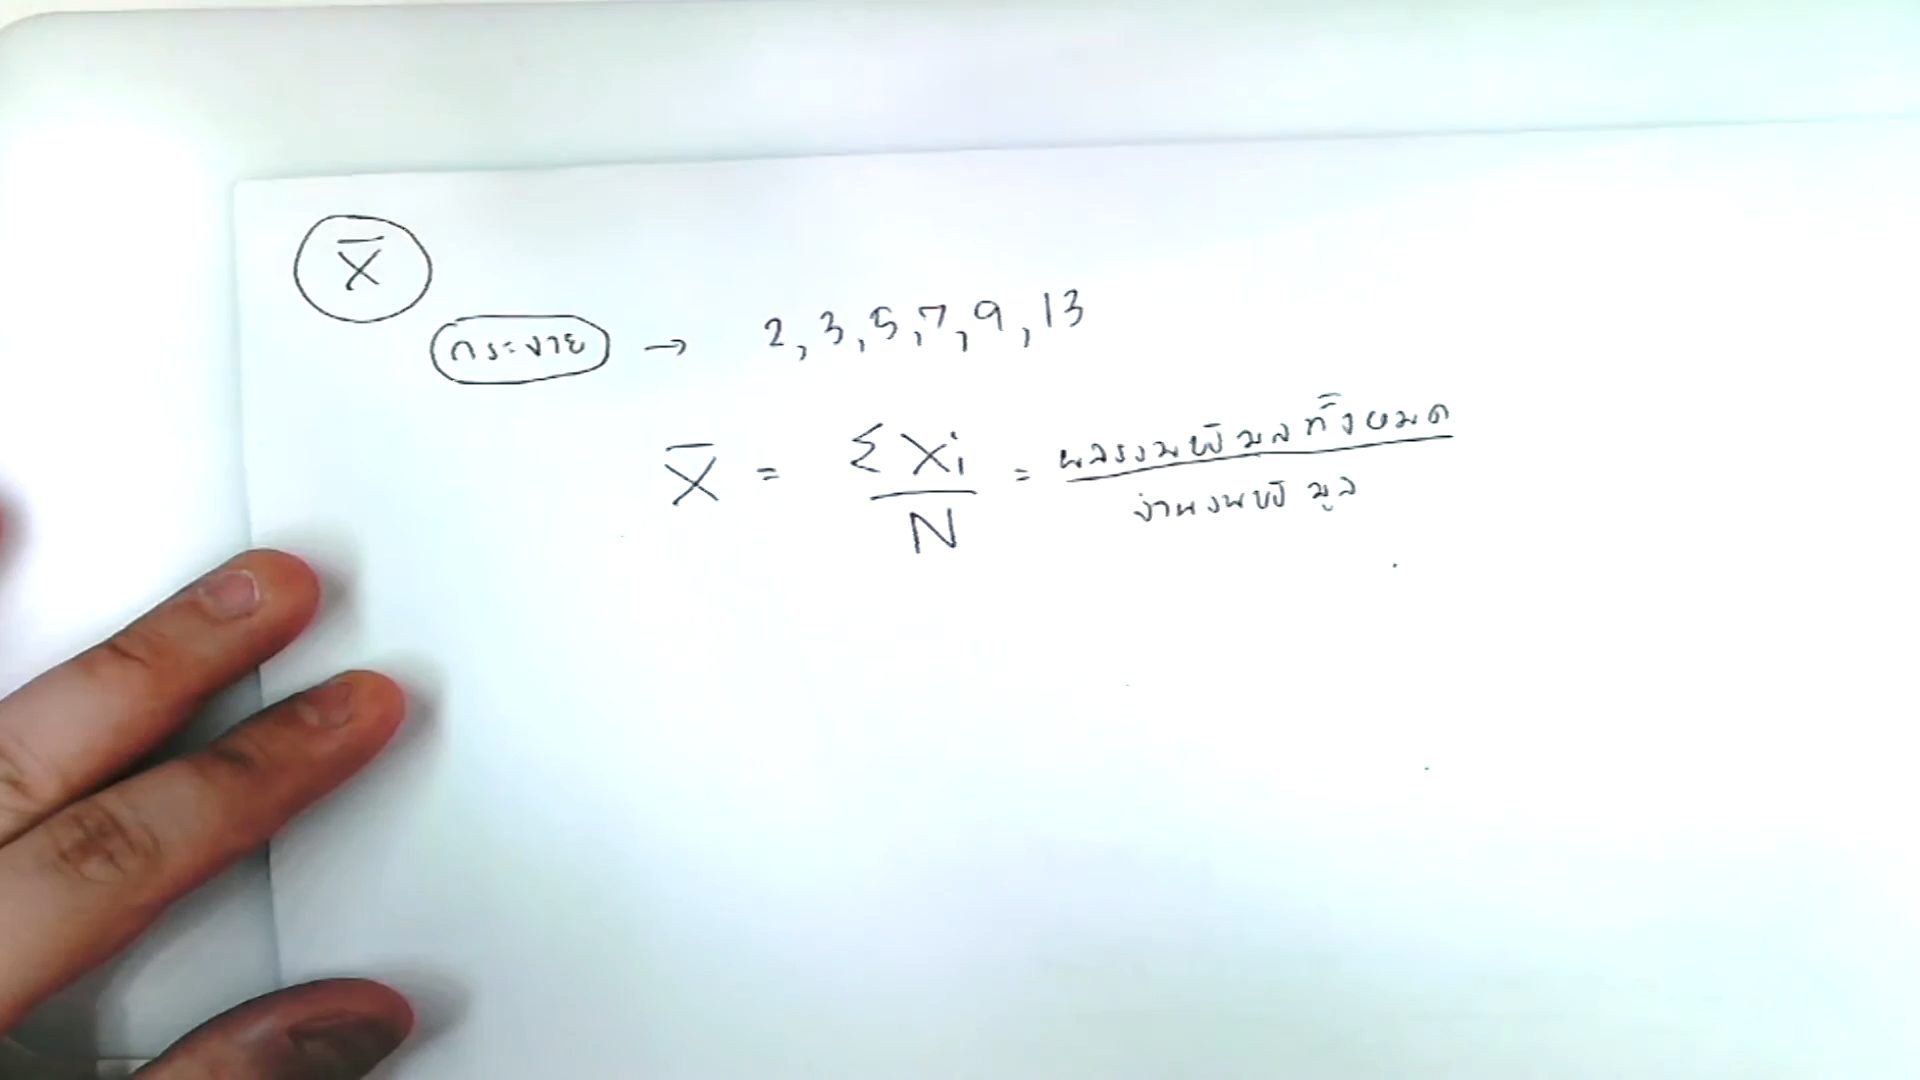 X̄
กระจาย → 2, 3, 5, 7, 9, 13
X̄ = Σxi / N = ผลรวมข้อมูลทั้งหมด / จำนวนข้อมูล